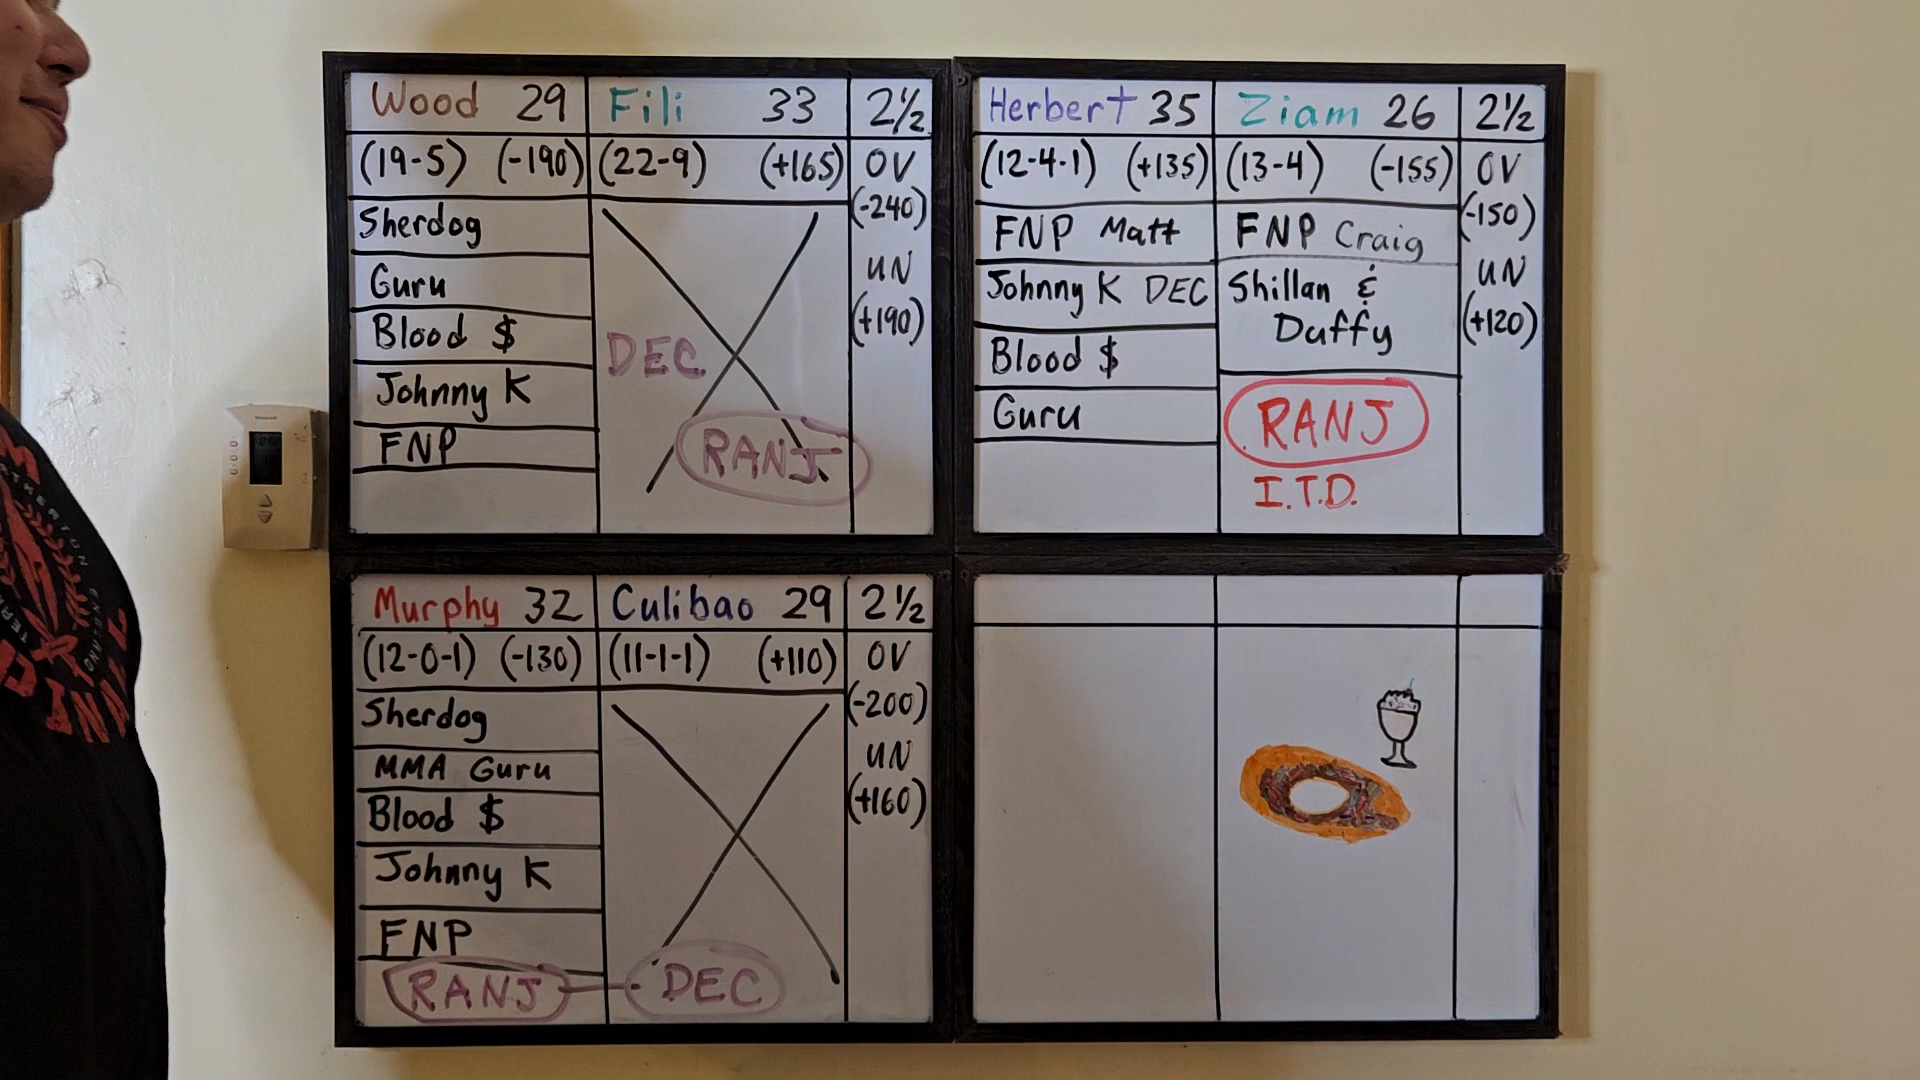 Wood 29 Fili 33 2½
(19-5) (-190) (22-9) (+165) OV
(-240)
UN
(+190)
Sherdog
Guru
Blood $
Johnny K
FNP
DEC.
RANJ
Herbert 35 Ziam 26 2½
(12-4-1) (+135) (13-4) (-155) OV
(-150)
UN
(+120)
FNP Matt
Johnny K DEC
Blood $
Guru
FNP Craig
Shillan &
Duffy
RANJ
I.T.D.
Murphy 32 Culibao 29 2½
(12-0-1) (-130) (11-1-1) (+110) OV
(-200)
UN
(+160)
Sherdog
MMA Guru
Blood $
Johnny K
FNP
RANJ - DEC